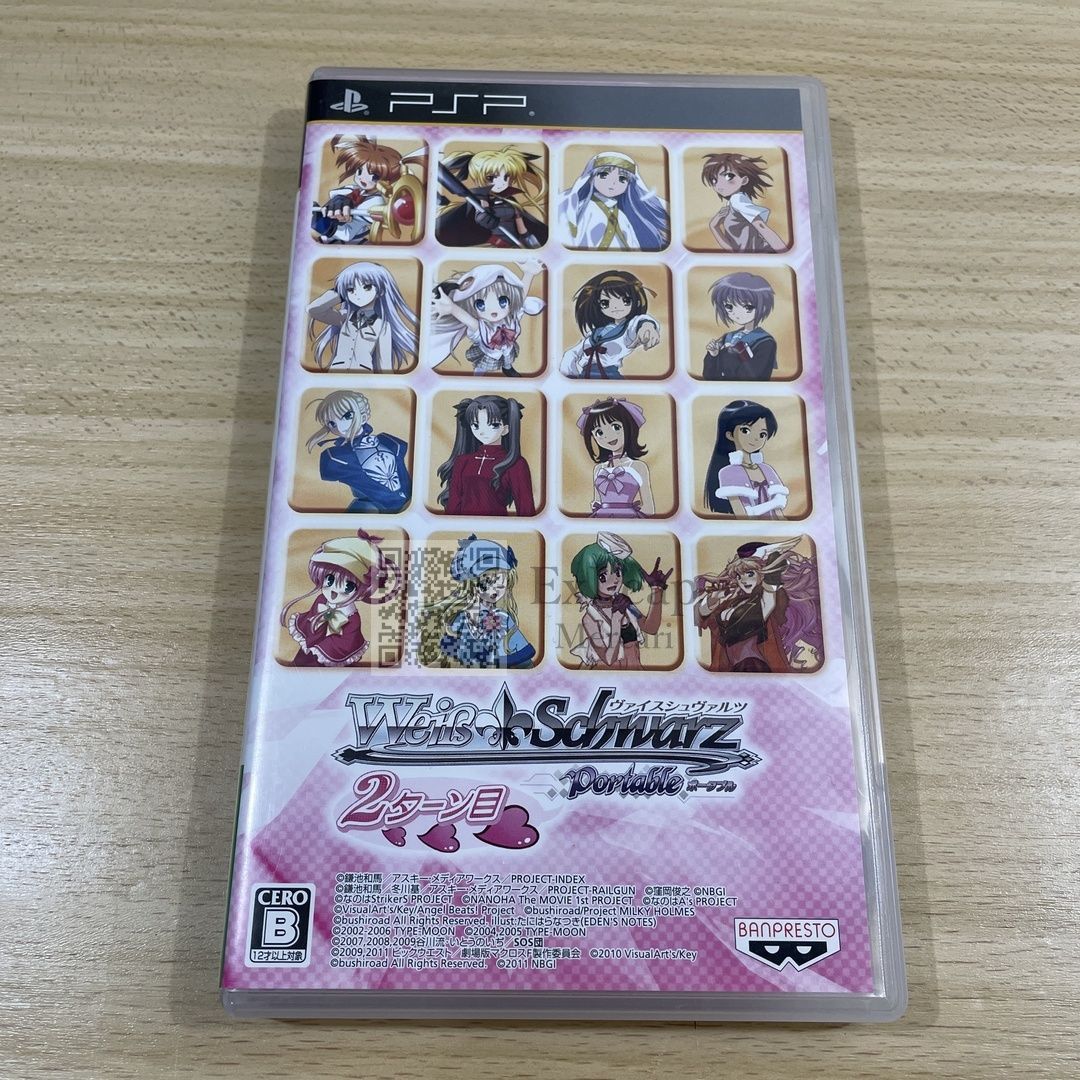 PSP
ヴァイスシュヴァルツ
Weiß Schwarz
Portable ポータブル
2ターン目
©鎌池和馬／アスキー・メディアワークス／PROJECT-INDEX
©鎌池和馬／冬川基／アスキー・メディアワークス／PROJECT-RAILGUN ©窪岡俊之 ©NBGI
©なのはStrikerS PROJECT ©NANOHA The MOVIE 1st PROJECT ©なのはA's PROJECT
©VisualArt's/Key/Angel Beats! Project ©bushiroad/Project MILKY HOLMES
©bushiroad All Rights Reserved. illust:たにはらなつき(EDEN'S NOTES)
©2002-2006 TYPE-MOON ©2004,2005 TYPE-MOON
©2007,2008,2009谷川流・いとうのいぢ／SOS団
©2009,2011 ビックウエスト／劇場版マクロスF製作委員会 ©2010 VisualArt's/Key
©bushiroad All Rights Reserved. ©2011 NBGI
CERO
B
12才以上対象
BANPRESTO